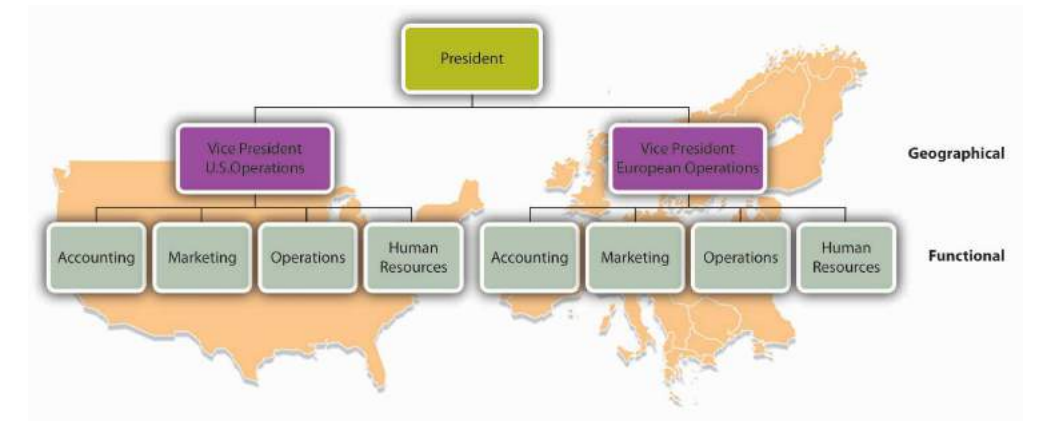 President
Vice President
U.S.Operations
Vice President
European Operations
Geographical
Accounting
Marketing
Operations
Human
Resources
Accounting
Marketing
Operations
Human
Resources
Functional